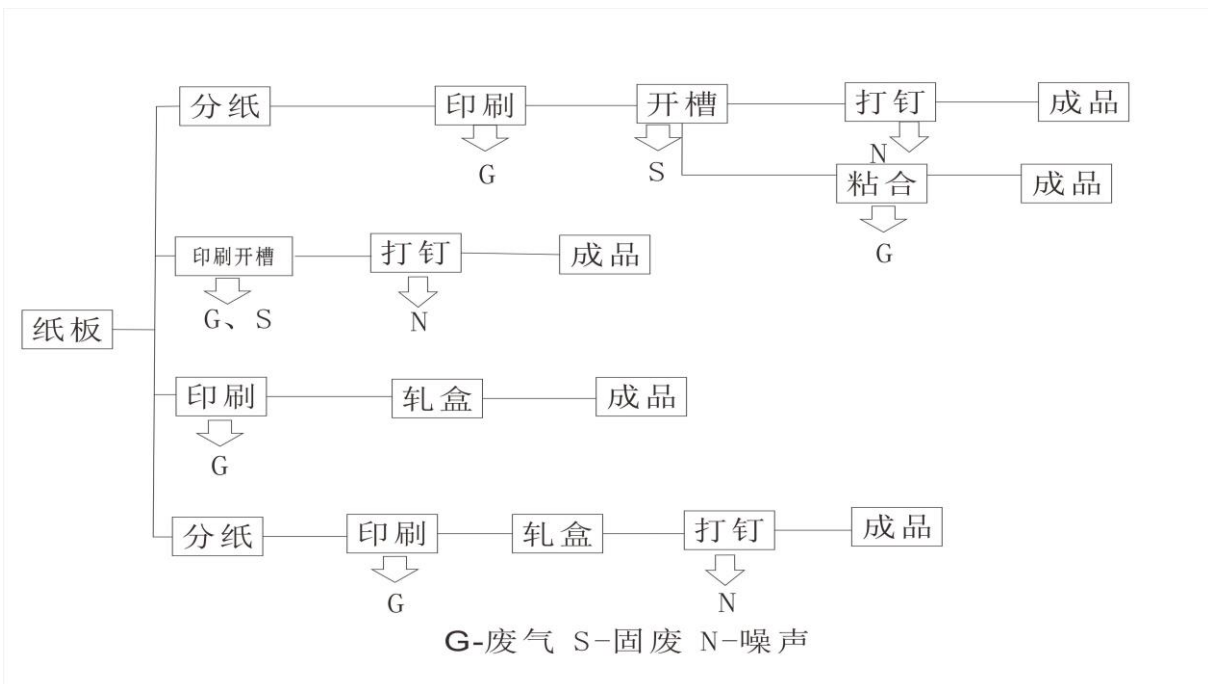 分纸 印刷 开槽 打钉 成品
G S N
粘合 成品
G
印刷开槽 打钉 成品
G、S N
纸板
印刷 轧盒 成品
G
分纸 印刷 轧盒 打钉 成品
G N
G-废气 S-固废 N-噪声